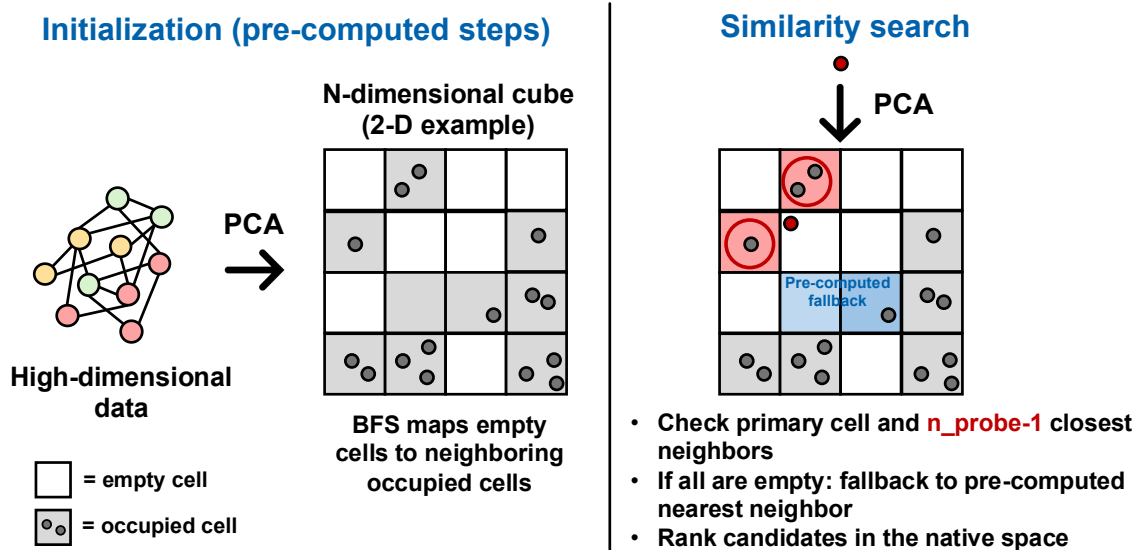 Initialization (pre-computed steps)
N-dimensional cube
(2-D example)
PCA
High-dimensional
data
BFS maps empty
cells to neighboring
occupied cells
= empty cell
= occupied cell
Similarity search
PCA
Pre-computed
fallback
• Check primary cell and n_probe-1 closest
neighbors
• If all are empty: fallback to pre-computed
nearest neighbor
• Rank candidates in the native space